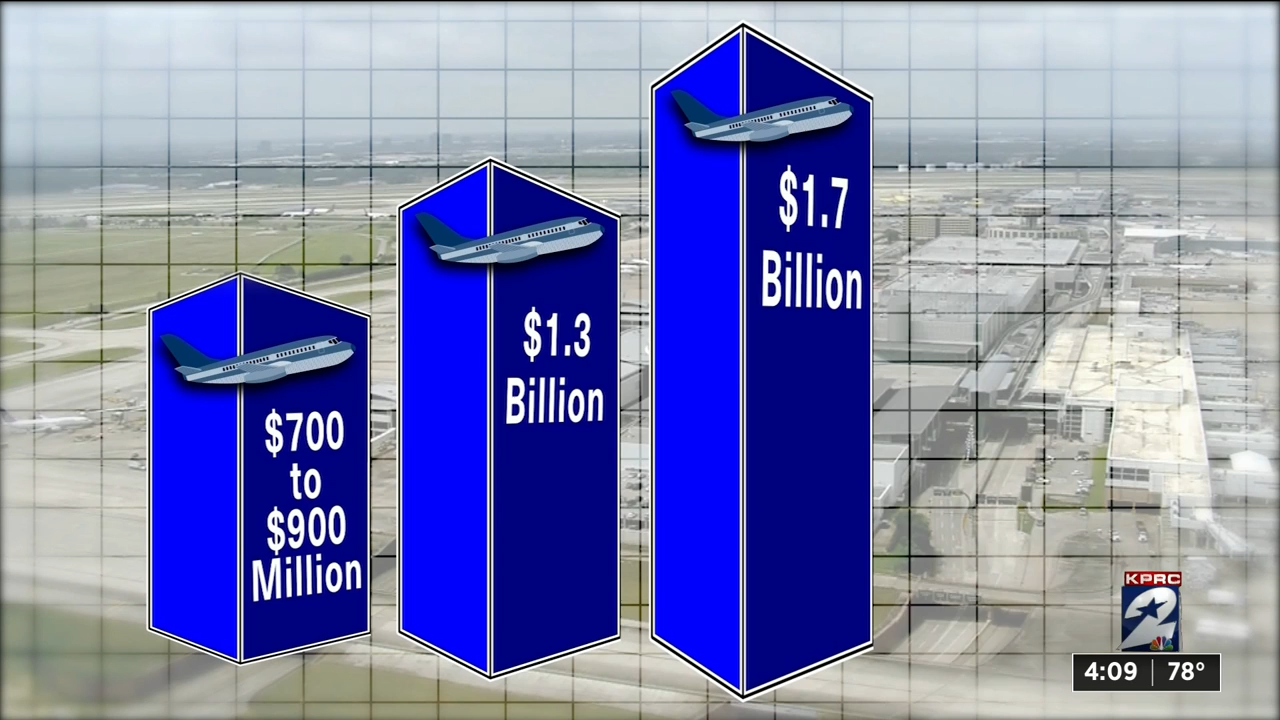 $700
to
$900
Million
$1.3
Billion
$1.7
Billion
KPRC
2
4:09 | 78°